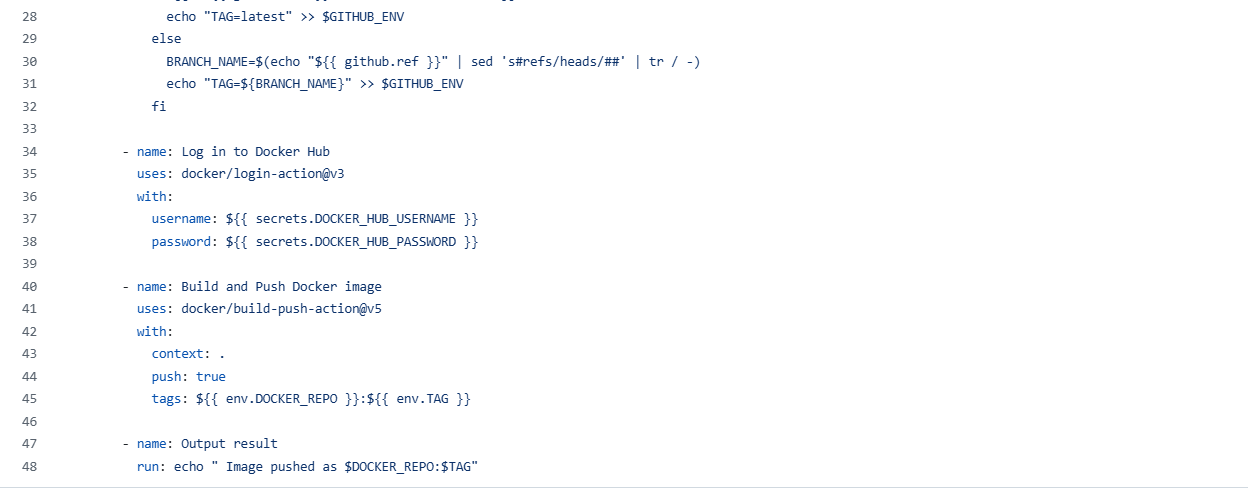 28 echo "TAG=latest" >> $GITHUB_ENV
29 else
30 BRANCH_NAME=$(echo "${{ github.ref }}" | sed 's#refs/heads/##' | tr / -)
31 echo "TAG=${BRANCH_NAME}" >> $GITHUB_ENV
32 fi
33
34 - name: Log in to Docker Hub
35 uses: docker/login-action@v3
36 with:
37 username: ${{ secrets.DOCKER_HUB_USERNAME }}
38 password: ${{ secrets.DOCKER_HUB_PASSWORD }}
39
40 - name: Build and Push Docker image
41 uses: docker/build-push-action@v5
42 with:
43 context: .
44 push: true
45 tags: ${{ env.DOCKER_REPO }}:${{ env.TAG }}
46
47 - name: Output result
48 run: echo " Image pushed as $DOCKER_REPO:$TAG"